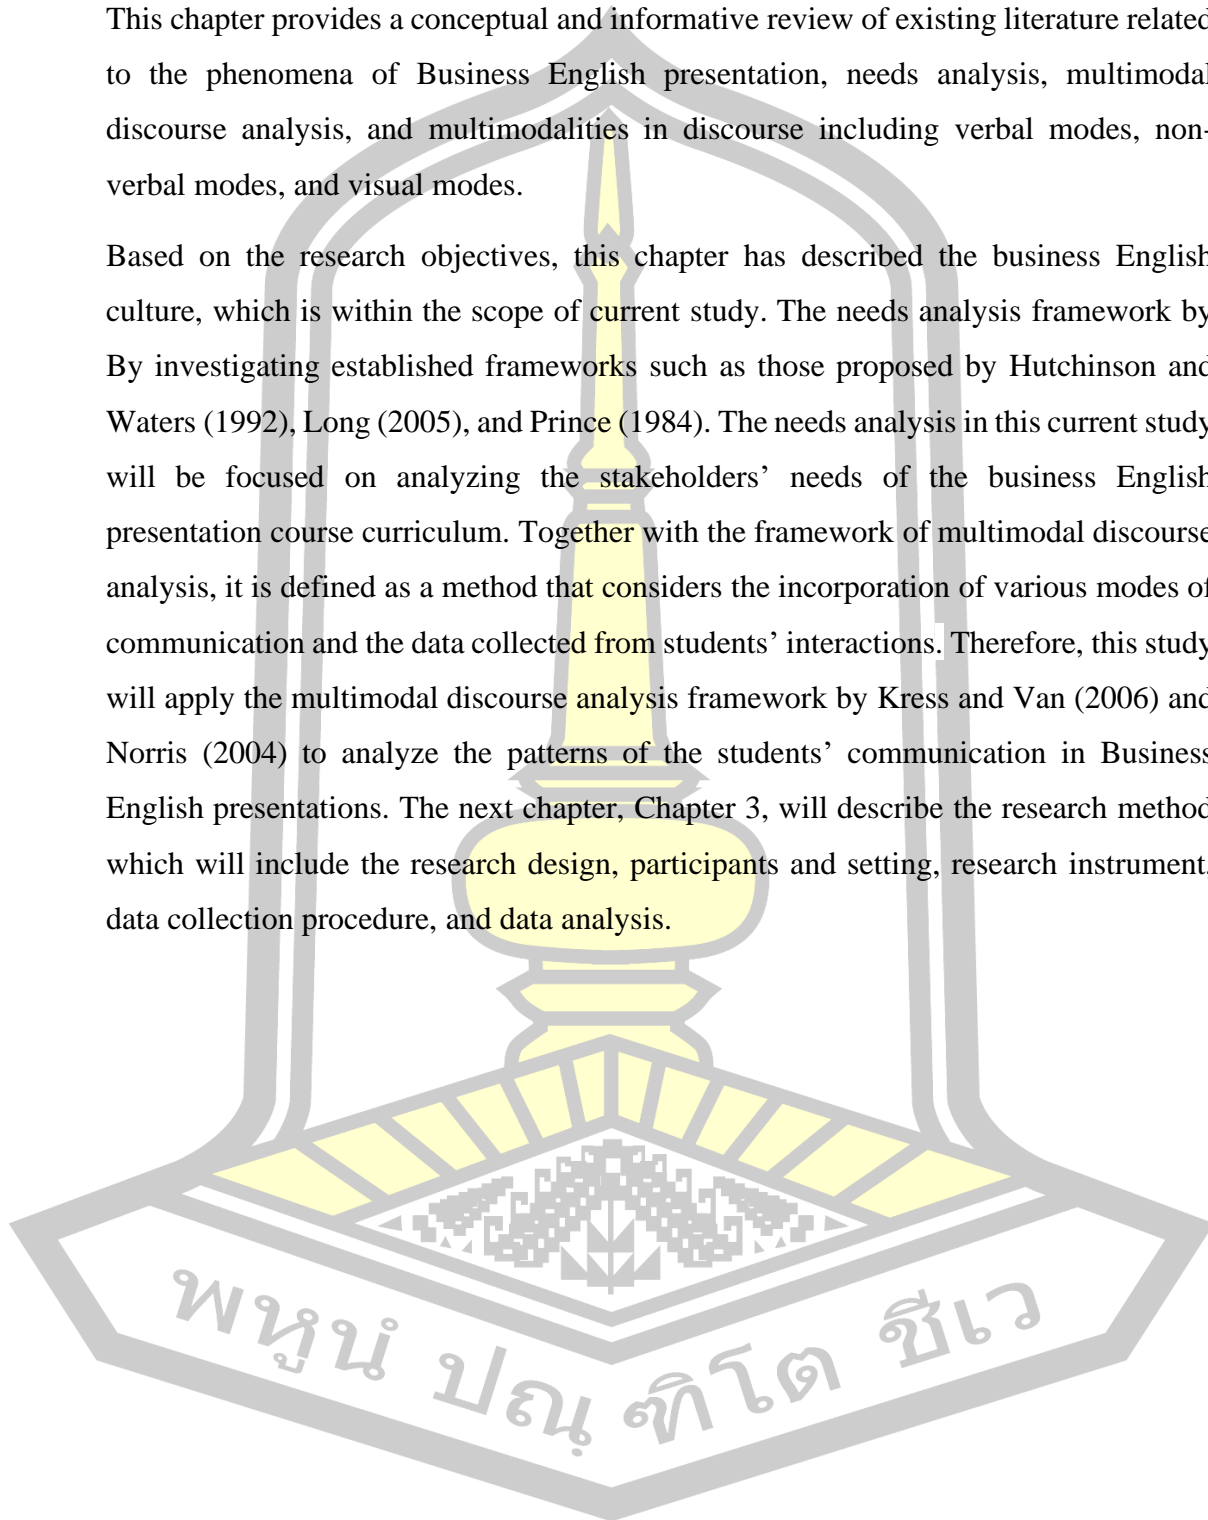 This chapter provides a conceptual and informative review of existing literature related
to the phenomena of Business English presentation, needs analysis, multimodal
discourse analysis, and multimodalities in discourse including verbal modes, non-
verbal modes, and visual modes.
Based on the research objectives, this chapter has described the business English
culture, which is within the scope of current study. The needs analysis framework by
By investigating established frameworks such as those proposed by Hutchinson and
Waters (1992), Long (2005), and Prince (1984). The needs analysis in this current study
will be focused on analyzing the stakeholders’ needs of the business English
presentation course curriculum. Together with the framework of multimodal discourse
analysis, it is defined as a method that considers the incorporation of various modes of
communication and the data collected from students’ interactions. Therefore, this study
will apply the multimodal discourse analysis framework by Kress and Van (2006) and
Norris (2004) to analyze the patterns of the students’ communication in Business
English presentations. The next chapter, Chapter 3, will describe the research method
which will include the research design, participants and setting, research instrument,
data collection procedure, and data analysis.
พหูนํ ปณฺ ฑิโต ชีเว